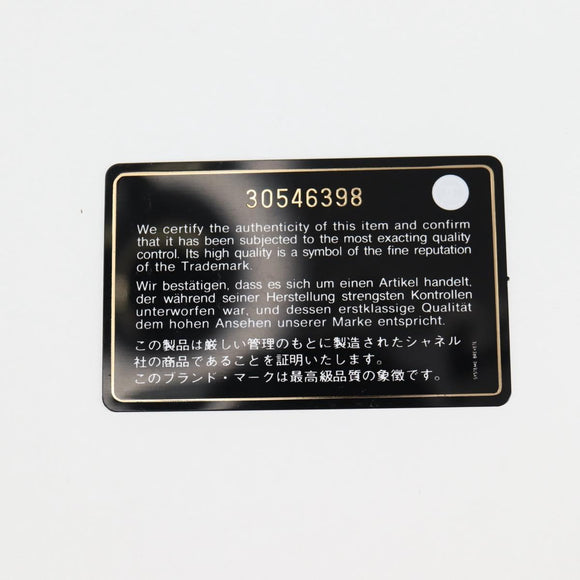 30546398
We certify the authenticity of this item and confirm
that it has been subjected to the most exacting quality
control. Its high quality is a symbol of the fine reputation
of the Trademark.
Wir bestätigen, dass es sich um einen Artikel handelt,
der während seiner Herstellung strengsten Kontrollen
unterworfen war, und dessen erstklassige Qualität
dem hohen Ansehen unserer Marke entspricht.
この製品は厳しい管理のもとに製造されたシャネル
社の商品であることを証明いたします。
このブランド・マークは最高級品質の象徴です。